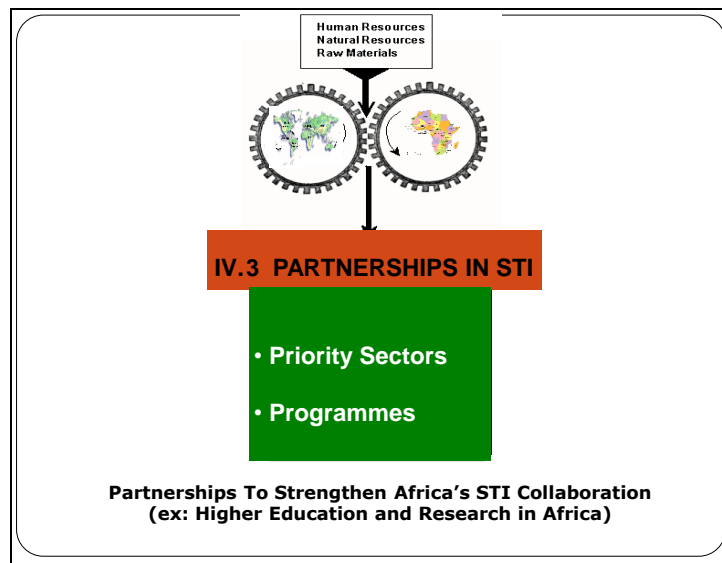 Human Resources
Natural Resources
Raw Materials
IV.3 PARTNERSHIPS IN STI
• Priority Sectors
• Programmes
Partnerships To Strengthen Africa’s STI Collaboration
(ex: Higher Education and Research in Africa)